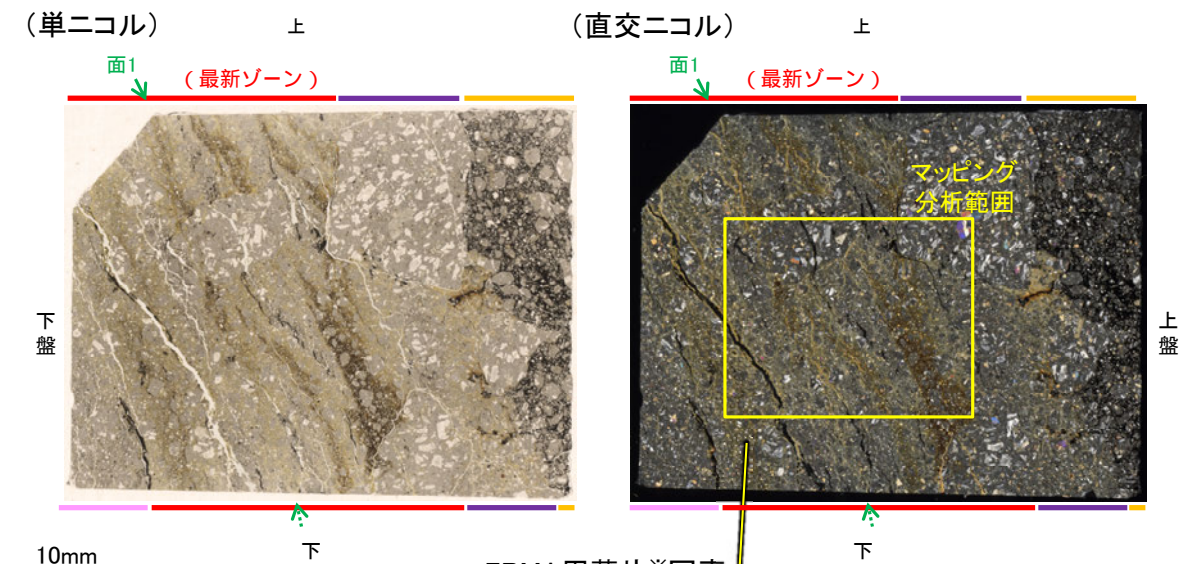 （単ニコル）
上
（直交ニコル）
上
面1
（最新ゾーン）
面1
（最新ゾーン）
マッピング
分析範囲
下
盤
上
盤
10mm
下
下